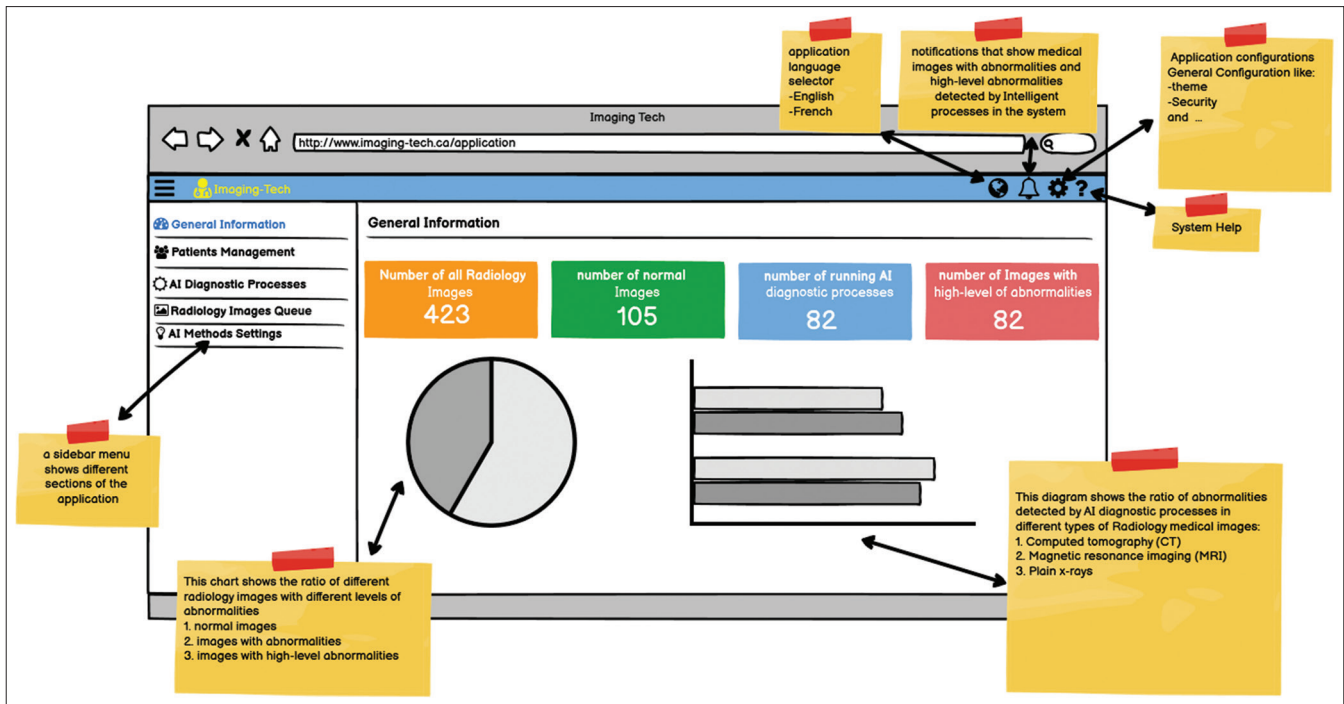 application
language
selector
-English
-French
notifications that show medical
images with abnormalities and
high-level abnormalities
detected by Intelligent
processes in the system
Application configurations
General Configuration like:
-theme
-Security
and ...
Imaging Tech
http://www.imaging-tech.ca/application
Imaging-Tech
?
System Help
General Information
Patients Management
AI Diagnostic Processes
Radiology Images Queue
AI Methods Settings
General Information
Number of all Radiology
Images
423
number of normal
Images
105
number of running AI
diagnostic processes
82
number of Images with
high-level of abnormalities
82
a sidebar menu
shows different
sections of the
application
This chart shows the ratio of different
radiology images with different levels of
abnormalities
1. normal images
2. images with abnormalities
3. images with high-level abnormalities
This diagram shows the ratio of abnormalities
detected by AI diagnostic processes in
different types of Radiology medical images:
1. Computed tomography (CT)
2. Magnetic resonance imaging (MRI)
3. Plain x-rays